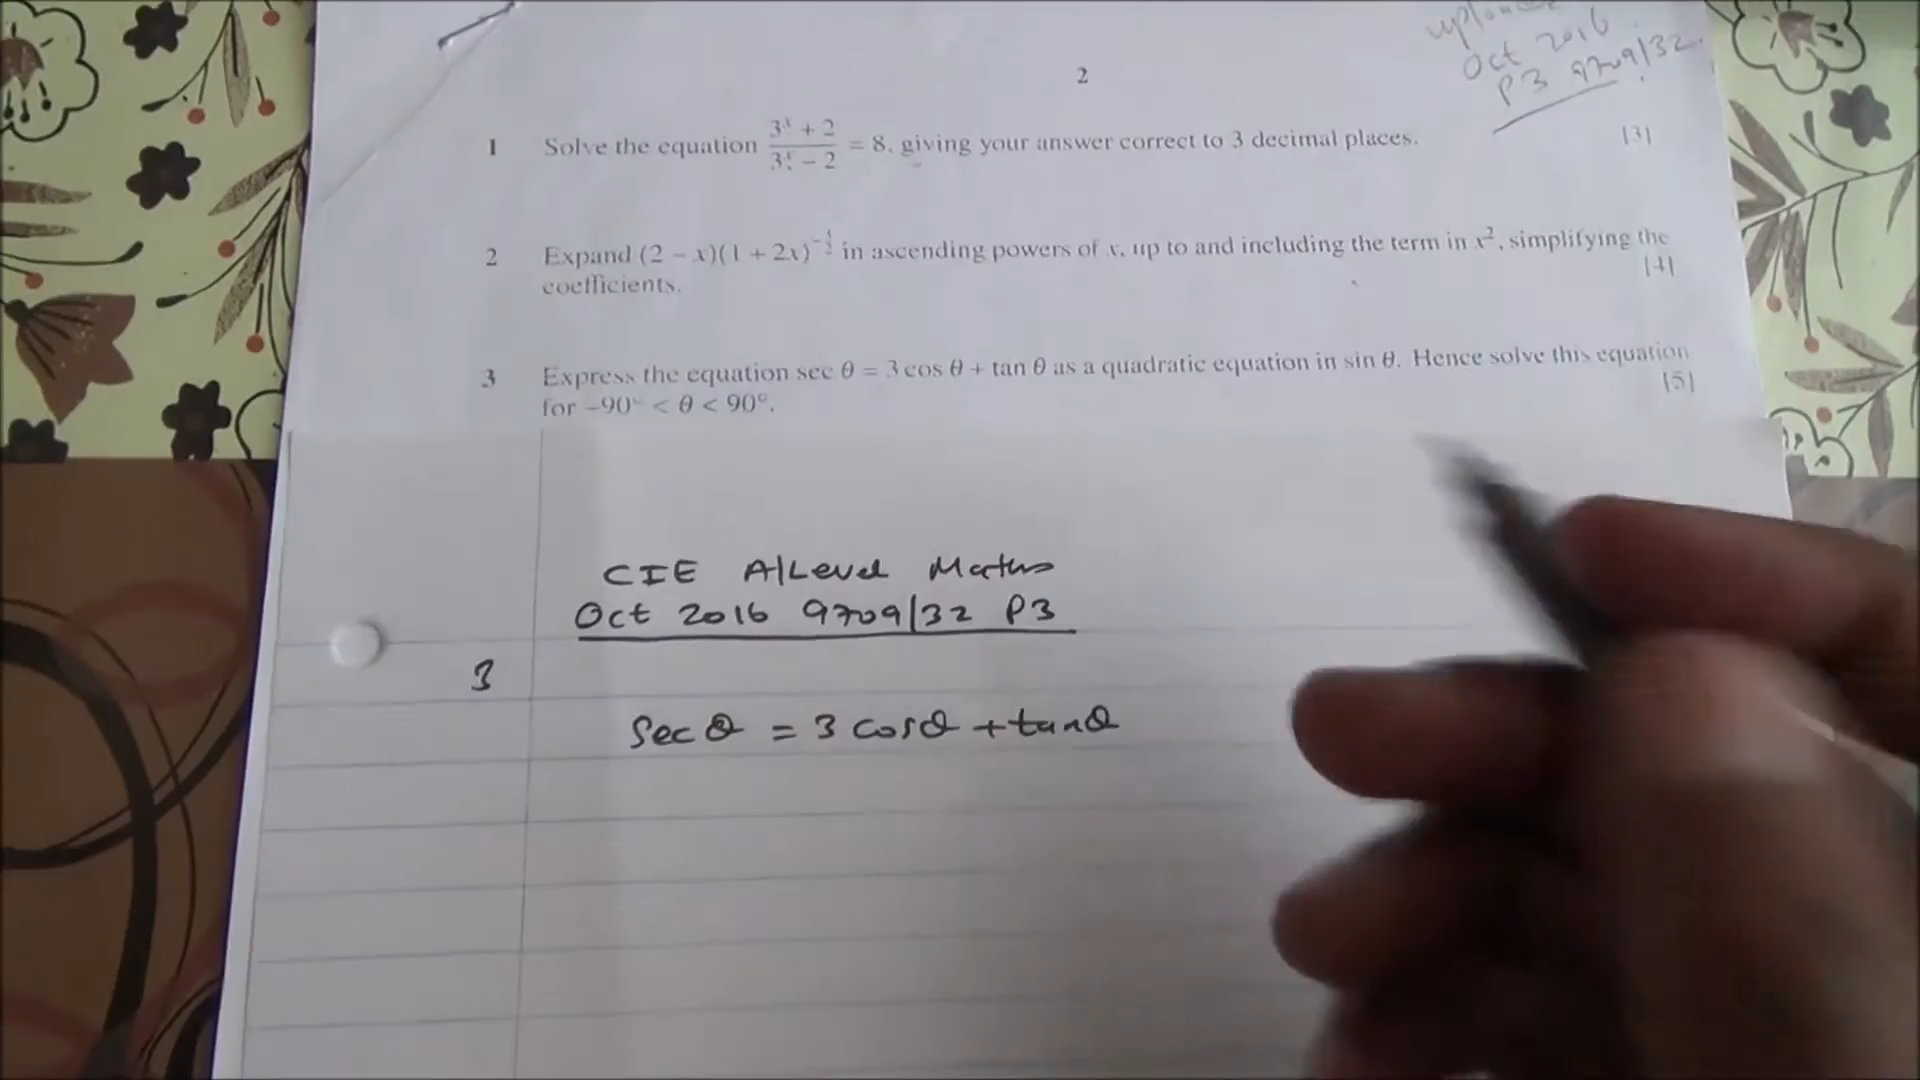 Oct 2016
P3 9709/32
2
1 Solve the equation (3^x + 2)/(3^x − 2) = 8, giving your answer correct to 3 decimal places. [3]
2 Expand (2 − x)(1 + 2x)^(−3/2) in ascending powers of x, up to and including the term in x², simplifying the
coefficients. [4]
3 Express the equation sec θ = 3 cos θ + tan θ as a quadratic equation in sin θ. Hence solve this equation
for −90° < θ < 90°. [5]
CIE A/Level Maths
Oct 2016 9709/32 P3
3
Sec θ = 3 cosθ + tanθ